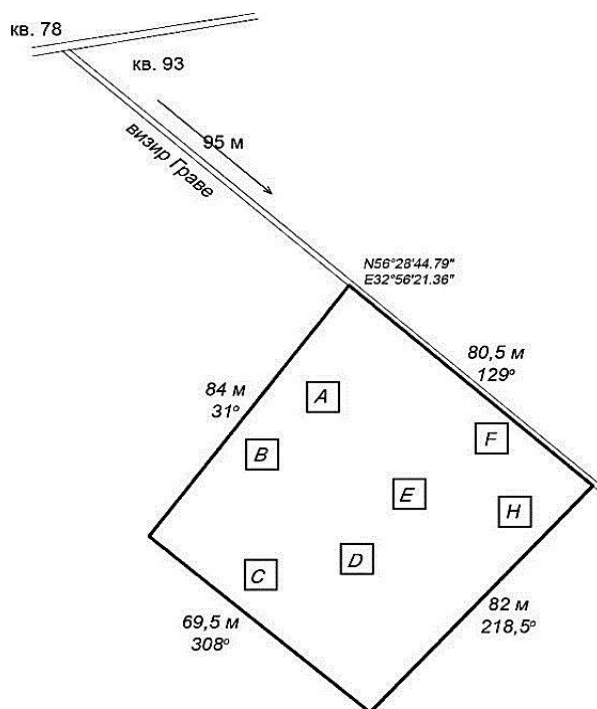 кв. 78
кв. 93
95 м
визир Граве
N56°28'44.79"
E32°56'21.36"
80,5 м
129°
84 м
31°
A
F
B
E
H
D
C
82 м
218,5°
69,5 м
308°